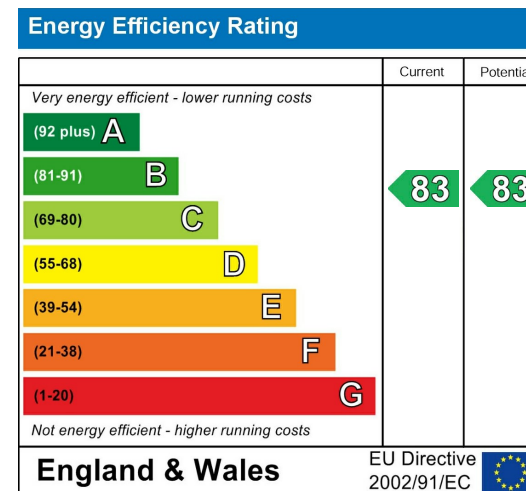 Energy Efficiency Rating
Current Potentia
Very energy efficient - lower running costs
(92 plus) A
(81-91) B
83 83
(69-80) C
(55-68) D
(39-54) E
(21-38) F
(1-20) G
Not energy efficient - higher running costs
England & Wales
EU Directive
2002/91/EC